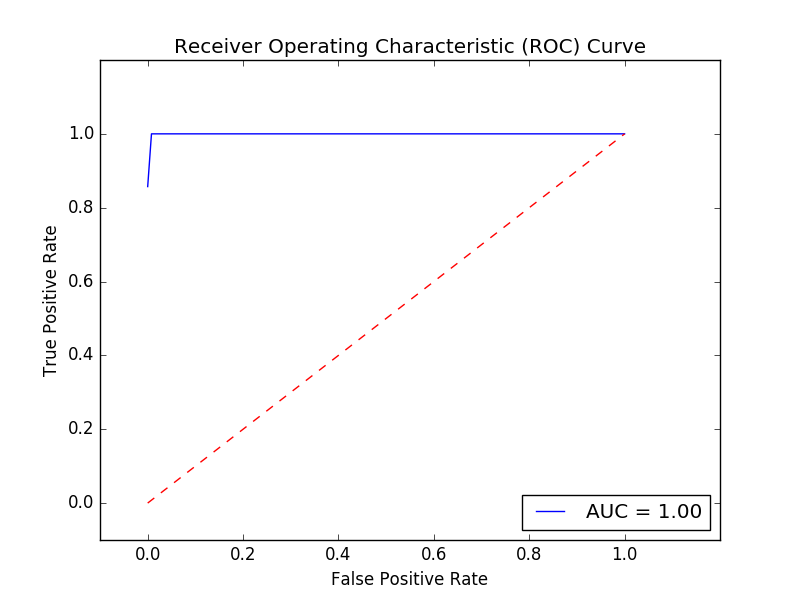 Receiver Operating Characteristic (ROC) Curve
True Positive Rate
1.0
0.8
0.6
0.4
0.2
0.0
0.0 0.2 0.4 0.6 0.8 1.0
False Positive Rate
AUC = 1.00